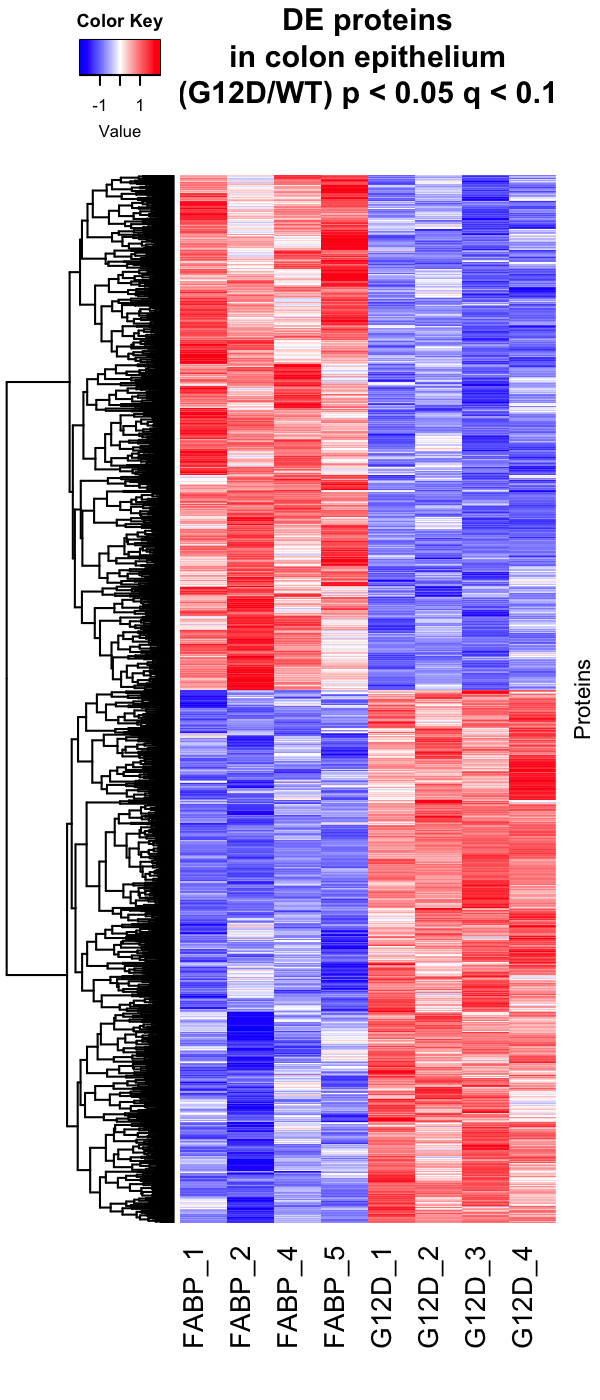 Color Key
-1 1
Value
DE proteins
in colon epithelium
(G12D/WT) p < 0.05 q < 0.1
Proteins
FABP_1
FABP_2
FABP_4
FABP_5
G12D_1
G12D_2
G12D_3
G12D_4